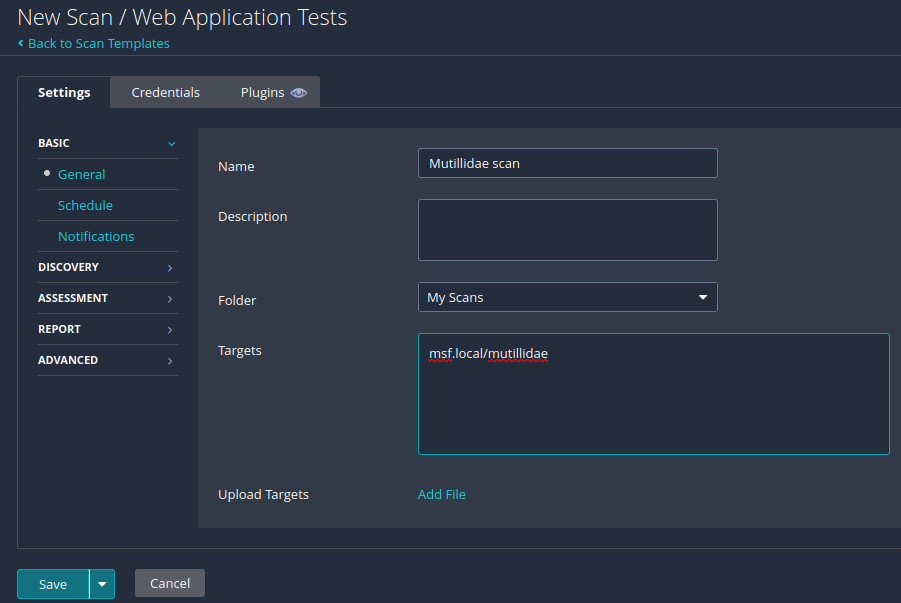 New Scan / Web Application Tests
‹ Back to Scan Templates
Settings
Credentials
Plugins
BASIC
General
Schedule
Notifications
DISCOVERY
ASSESSMENT
REPORT
ADVANCED
Name
Mutillidae scan
Description
Folder
My Scans
Targets
msf.local/mutillidae
Upload Targets
Add File
Save
Cancel